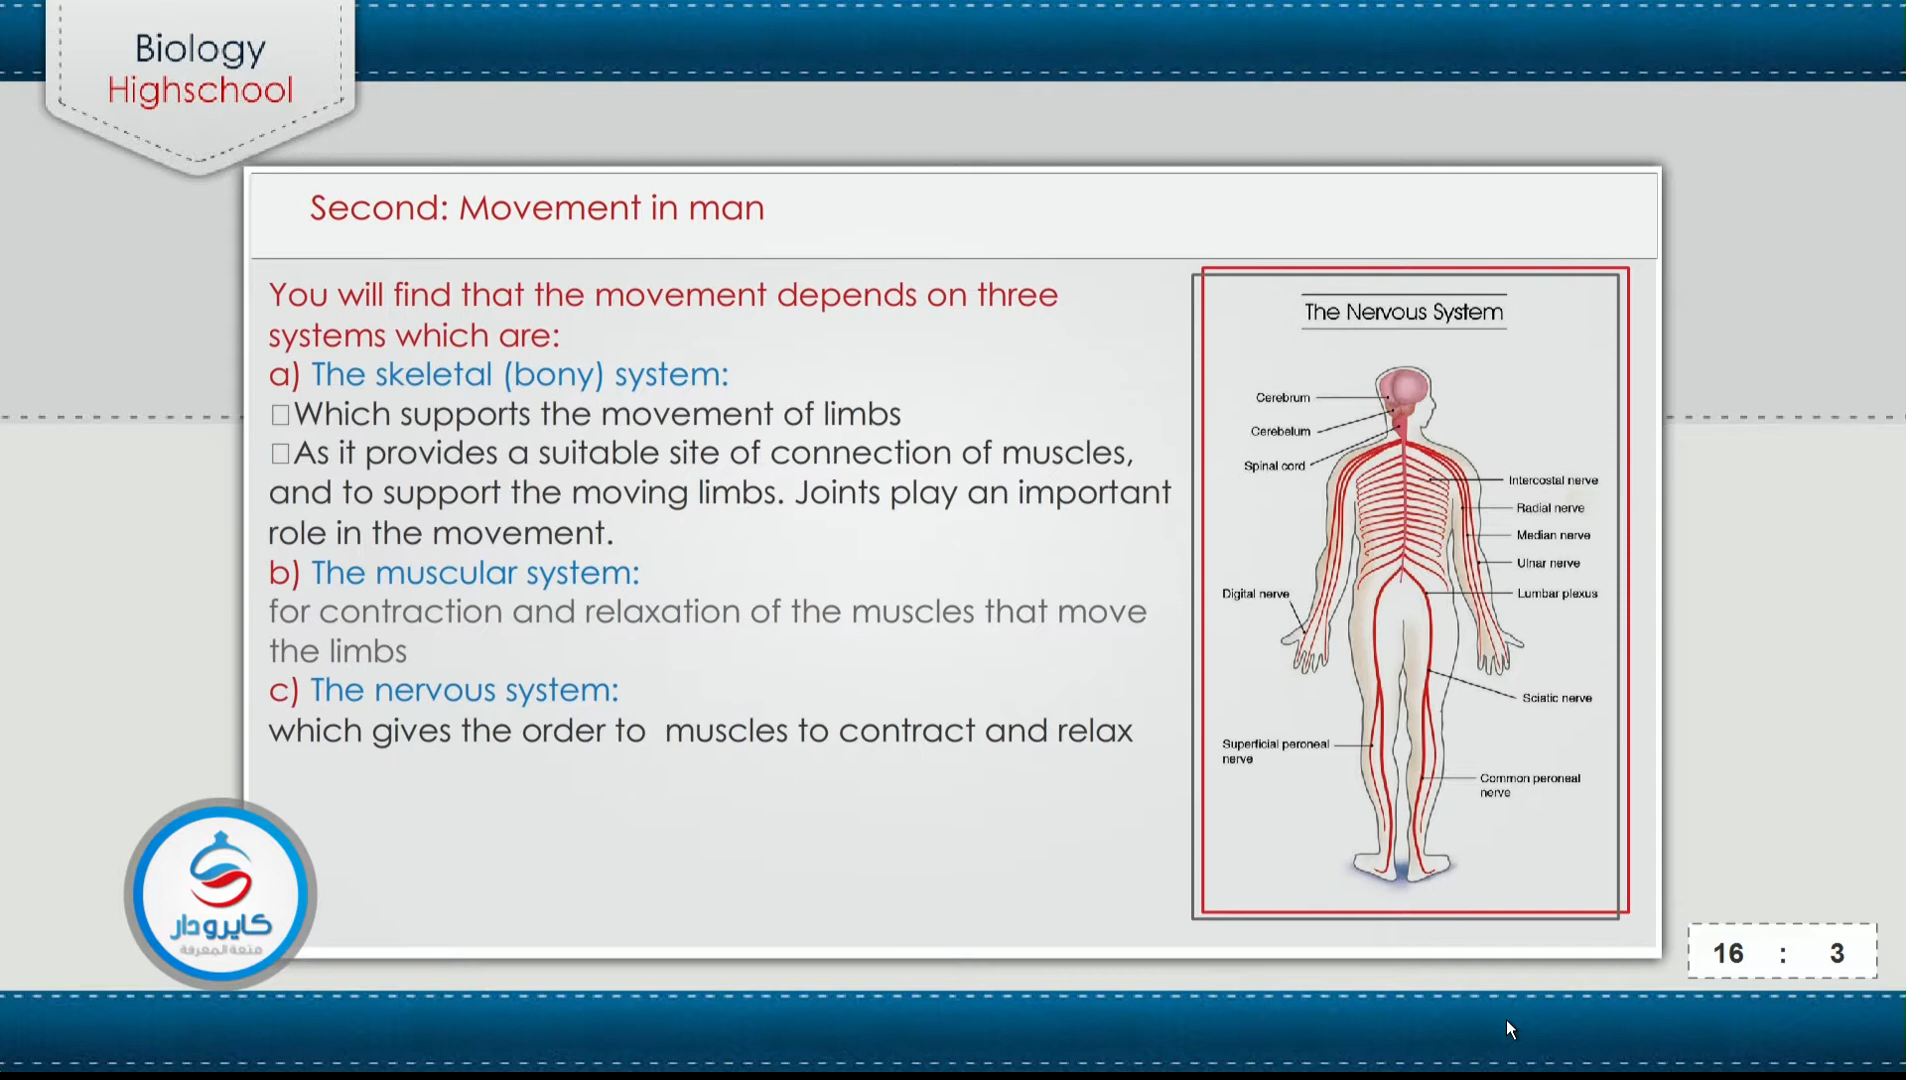 Biology
Highschool
Second: Movement in man
You will find that the movement depends on three
systems which are:
a) The skeletal (bony) system:
Which supports the movement of limbs
As it provides a suitable site of connection of muscles,
and to support the moving limbs. Joints play an important
role in the movement.
b) The muscular system:
for contraction and relaxation of the muscles that move
the limbs
c) The nervous system:
which gives the order to muscles to contract and relax
The Nervous System
Cerebrum
Cerebelum
Spinal cord
Intercostal nerve
Radial nerve
Median nerve
Ulnar nerve
Digital nerve
Lumbar plexus
Sciatic nerve
Superficial peroneal
nerve
Common peroneal
nerve
كايرودار
متعة المعرفة
16 : 3